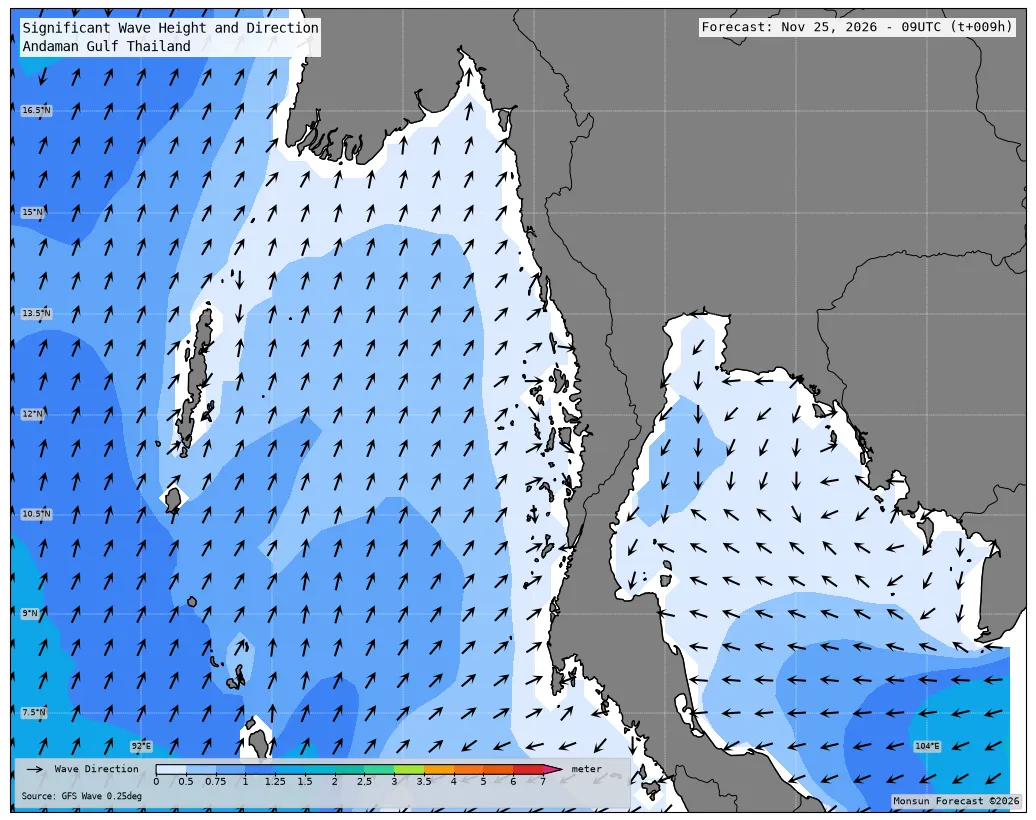 Significant Wave Height and Direction
Andaman Gulf Thailand
Forecast: Nov 25, 2026 - 09UTC (t+009h)
16.5°N
15°N
13.5°N
12°N
10.5°N
9°N
7.5°N
92°E
104°E
Wave Direction
0 0.5 0.75 1 1.25 1.5 2 2.5 3 3.5 4 5 6 7
meter
Source: GFS Wave 0.25deg
Monsun Forecast ©2026